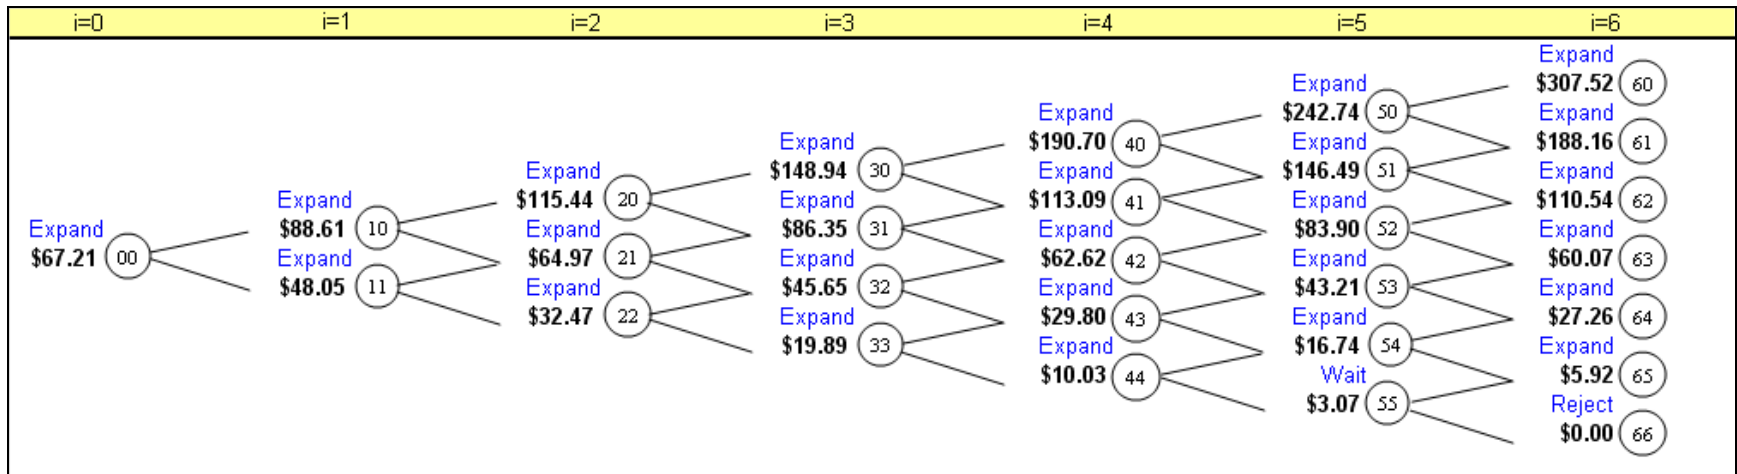 i=0 i=1 i=2 i=3 i=4 i=5 i=6
Expand
$67.21 00
Expand
$88.61 10
Expand
$48.05 11
Expand
$115.44 20
Expand
$64.97 21
Expand
$32.47 22
Expand
$148.94 30
Expand
$86.35 31
Expand
$45.65 32
Expand
$19.89 33
Expand
$190.70 40
Expand
$113.09 41
Expand
$62.62 42
Expand
$29.80 43
Expand
$10.03 44
Expand
$242.74 50
Expand
$146.49 51
Expand
$83.90 52
Expand
$43.21 53
Expand
$16.74 54
Wait
$3.07 55
Expand
$307.52 60
Expand
$188.16 61
Expand
$110.54 62
Expand
$60.07 63
Expand
$27.26 64
Expand
$5.92 65
Reject
$0.00 66